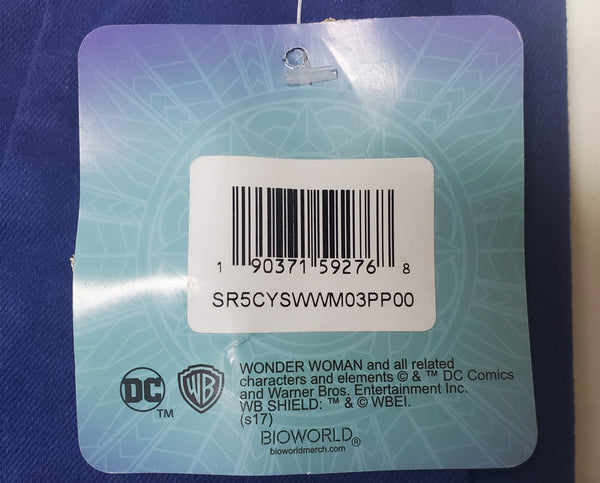 1 90371 59276 8
SR5CYSWWM03PP00
DC TM
WB
WONDER WOMAN and all related
characters and elements © & ™ DC Comics
and Warner Bros. Entertainment Inc.
WB SHIELD: ™ & © WBEI.
(s17)
BIOWORLD®
bioworldmerch.com